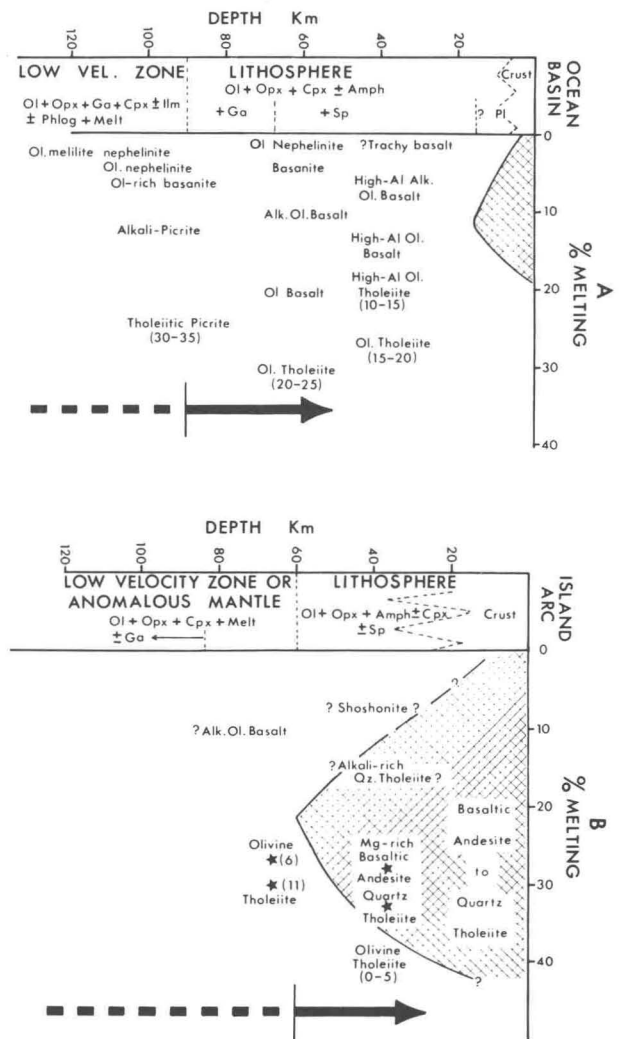 DEPTH Km
120
100
80
60
40
20
OCEAN
BASIN
LOW VEL. ZONE
LITHOSPHERE
Crust
Ol + Opx + Cpx ± Amph
Ol + Opx + Ga + Cpx ± Ilm
± Phlog + Melt
+ Ga
+ Sp
? Pl
Ol. melilite nephelinite
Ol. nephelinite
Ol-rich basanite
Ol Nephelinite
?Trachy basalt
Basanite
High-Al Alk.
Ol. Basalt
Alk. Ol. Basalt
Alkali-Picrite
High-Al Ol.
Basalt
Ol Basalt
High-Al Ol.
Tholeiite
(10-15)
Tholeiitic Picrite
(30-35)
Ol. Tholeiite
(15-20)
Ol. Tholeiite
(20-25)
0
10
20
30
40
% MELTING
A
DEPTH Km
120
100
80
60
40
20
ISLAND
ARC
LOW VELOCITY ZONE OR
ANOMALOUS MANTLE
LITHOSPHERE
Ol + Opx + Cpx + Melt
± Ga
Ol + Opx + Amph ± Cpx
± Sp
Crust
?
? Shoshonite ?
? Alk. Ol. Basalt
?Alkali-rich
Qz. Tholeiite ?
Basaltic
Andesite
to
Quartz
Tholeiite
Olivine
(6)
(11)
Tholeiite
Mg-rich
Basaltic
Andesite
Quartz
Tholeiite
Olivine
Tholeiite
(0-5)
?
0
10
20
30
40
% MELTING
B